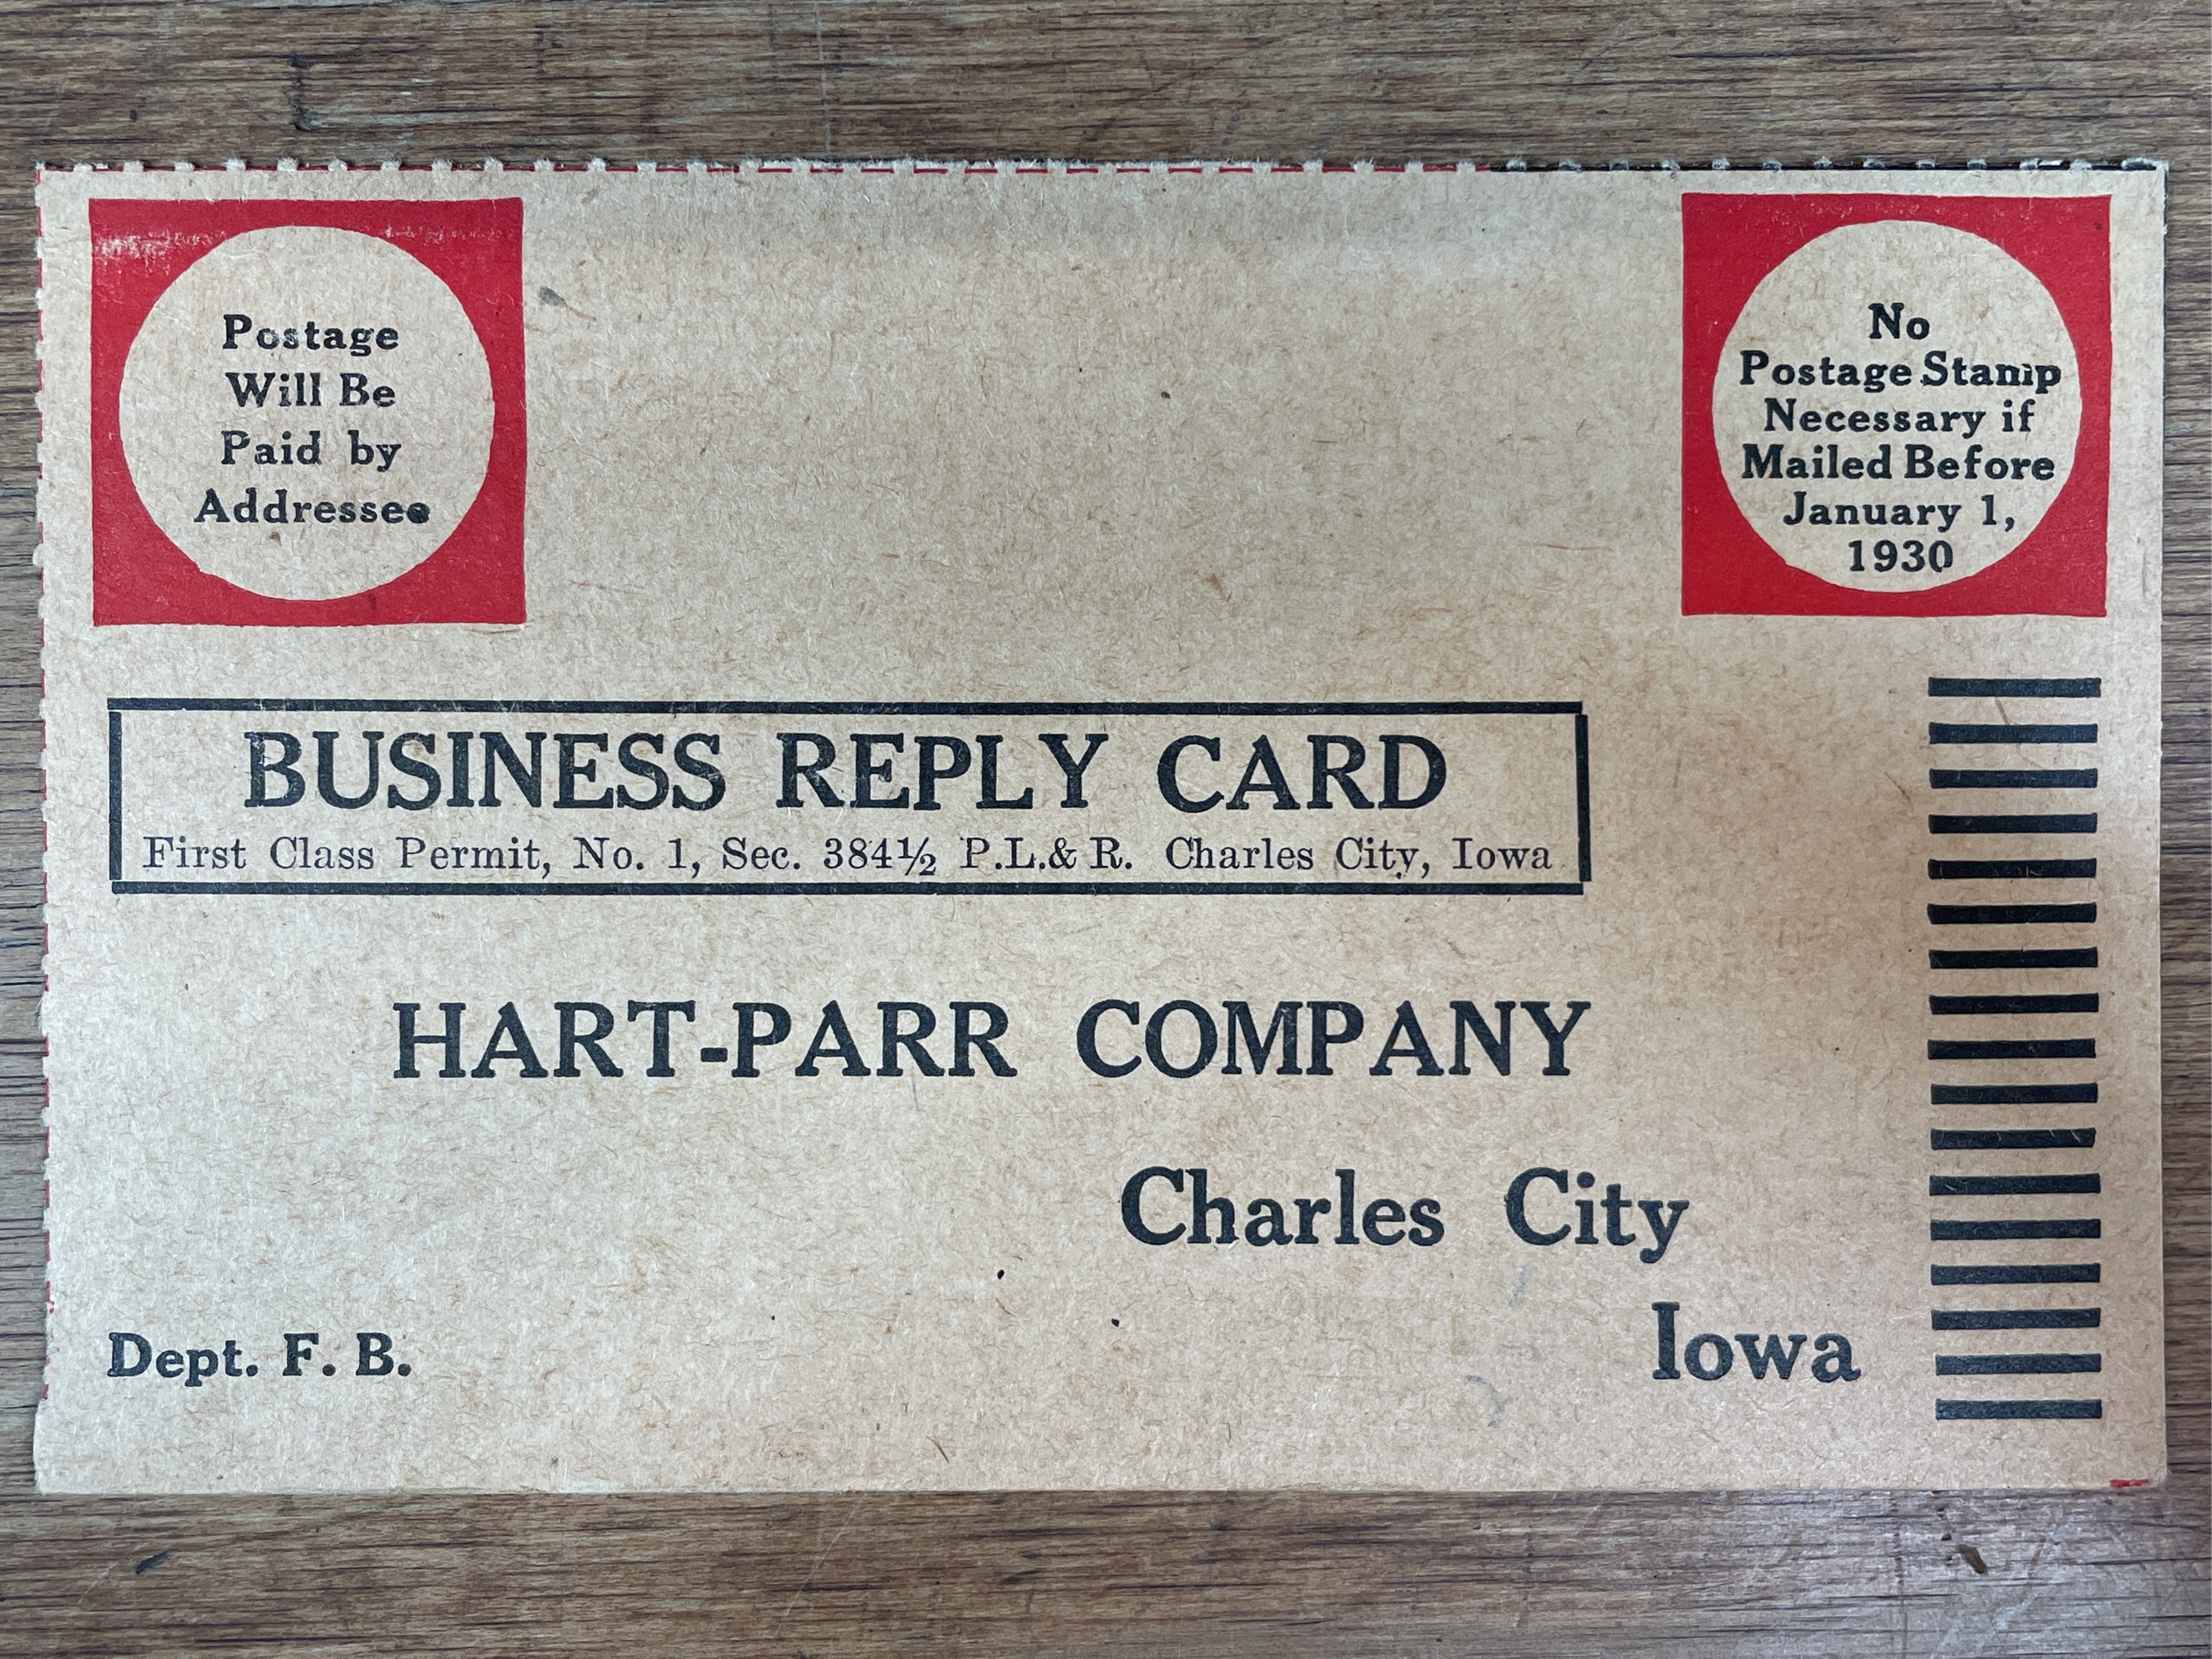 Postage
Will Be
Paid by
Addressee
No
Postage Stamp
Necessary if
Mailed Before
January 1,
1930
BUSINESS REPLY CARD
First Class Permit, No. 1, Sec. 384½ P.L.& R. Charles City, Iowa
HART-PARR COMPANY
Charles City
Iowa
Dept. F. B.